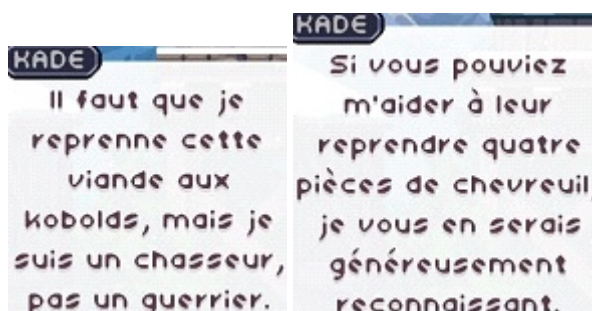 KADE
Il faut que je
reprenne cette
viande aux
kobolds, mais je
suis un chasseur,
pas un guerrier.
KADE
Si vous pouviez
m'aider à leur
reprendre quatre
pièces de chevreuil,
je vous en serais
généreusement
reconnaissant.